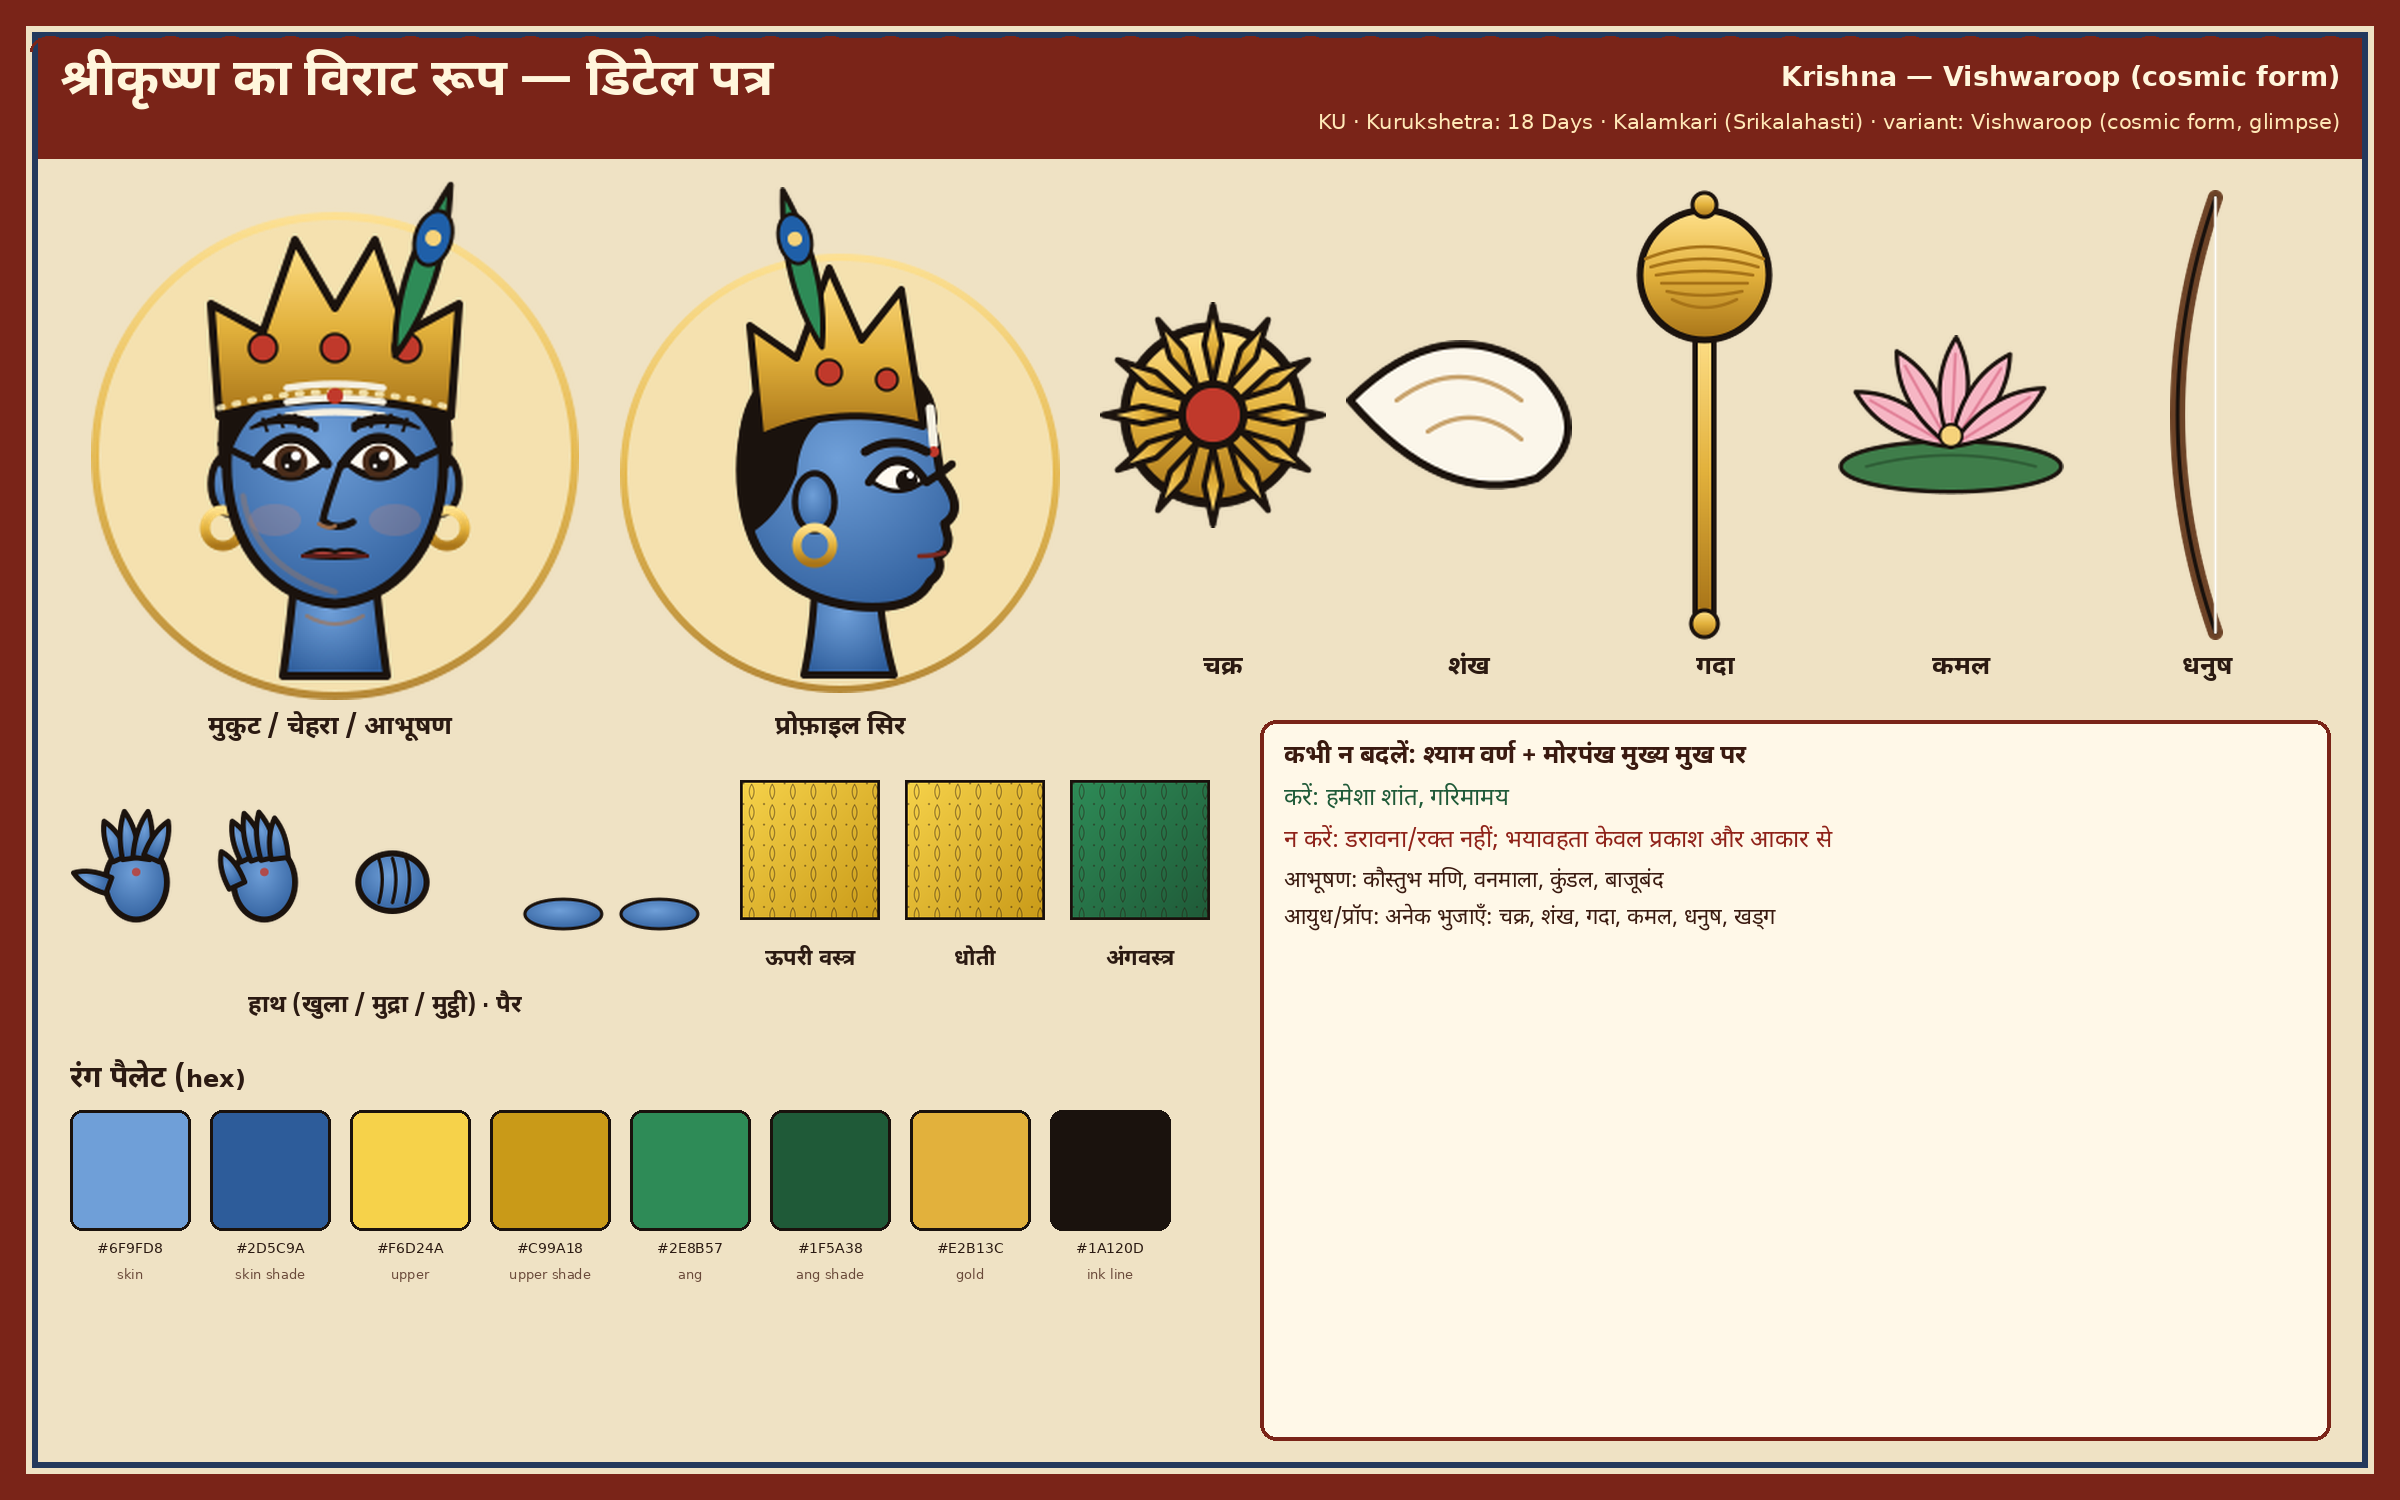 श्रीकृष्ण का विराट रूप — डिटेल पत्र
Krishna — Vishwaroop (cosmic form)
KU · Kurukshetra: 18 Days · Kalamkari (Srikalahasti) · variant: Vishwaroop (cosmic form, glimpse)
चक्र
शंख
गदा
कमल
धनुष
मुकुट / चेहरा / आभूषण
प्रोफ़ाइल सिर
ऊपरी वस्त्र
धोती
अंगवस्त्र
हाथ (खुला / मुद्रा / मुट्ठी) · पैर
कभी न बदलें: श्याम वर्ण + मोरपंख मुख्य मुख पर
करें: हमेशा शांत, गरिमामय
न करें: डरावना/रक्त नहीं; भयावहता केवल प्रकाश और आकार से
आभूषण: कौस्तुभ मणि, वनमाला, कुंडल, बाजूबंद
आयुध/प्रॉप: अनेक भुजाएँ: चक्र, शंख, गदा, कमल, धनुष, खड्ग
रंग पैलेट (hex)
#6F9FD8
#2D5C9A
#F6D24A
#C99A18
#2E8B57
#1F5A38
#E2B13C
#1A120D
skin
skin shade
upper
upper shade
ang
ang shade
gold
ink line